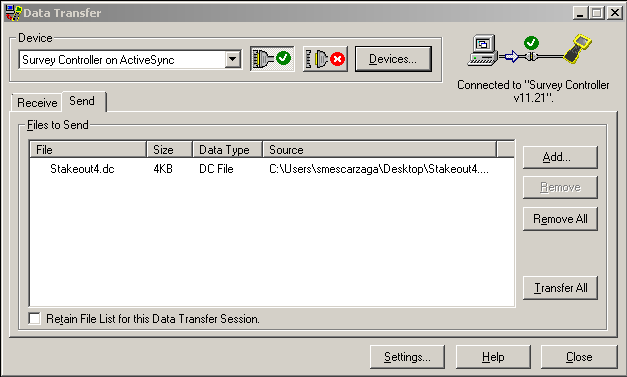 Data Transfer
Device
Survey Controller on ActiveSync
Devices...
Connected to "Survey Controller
v11.21".
Receive
Send
Files to Send
File Size Data Type Source
Stakeout4.dc 4KB DC File C:\Users\smescarzaga\Desktop\Stakeout4....
Add...
Remove
Remove All
Transfer All
Retain File List for this Data Transfer Session.
Settings...
Help
Close